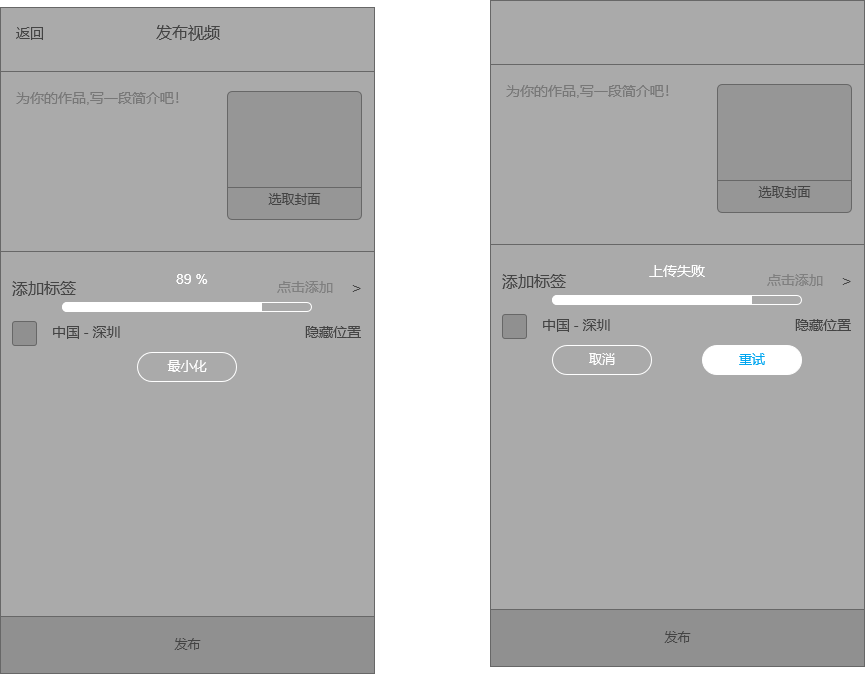 返回
发布视频
为你的作品,写一段简介吧!
选取封面
添加标签
89 %
点击添加
>
中国 - 深圳
隐藏位置
最小化
发布
为你的作品,写一段简介吧!
选取封面
添加标签
上传失败
点击添加
>
中国 - 深圳
隐藏位置
取消
重试
发布